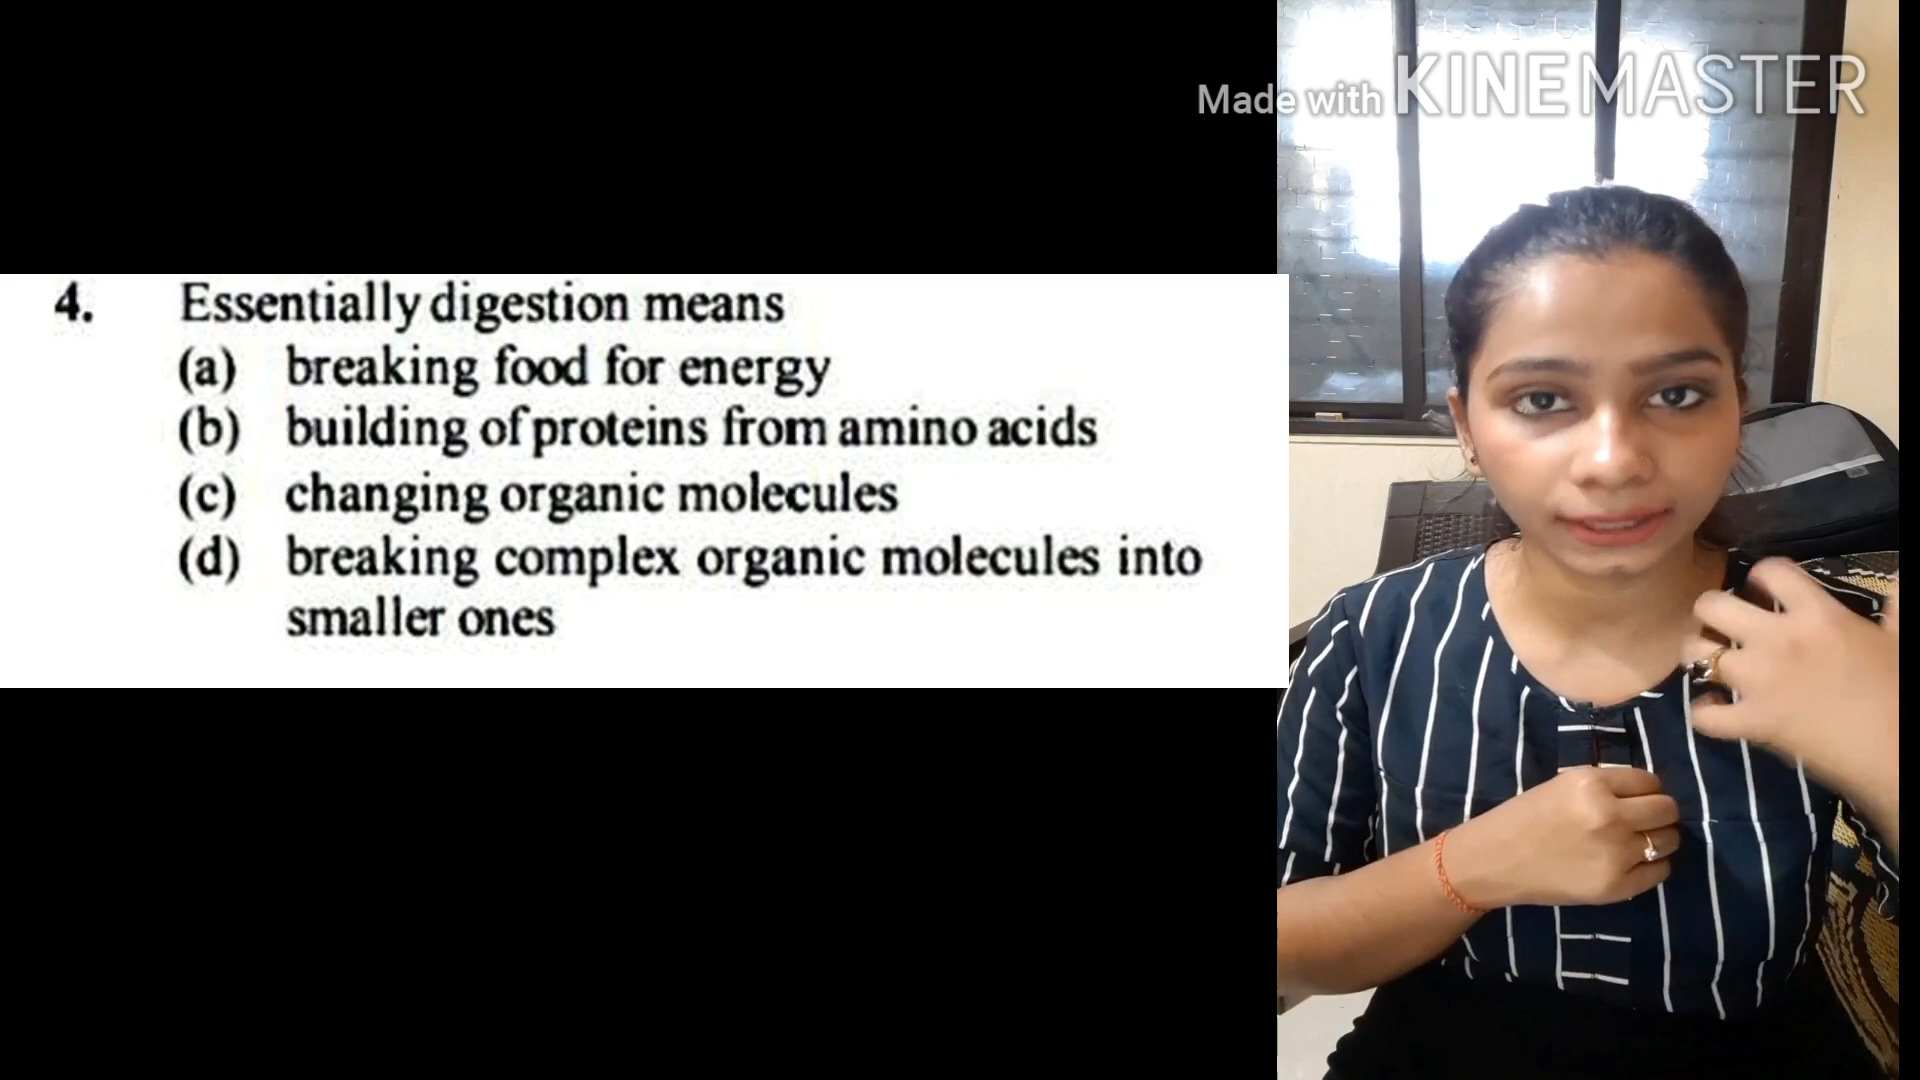 Made with KINEMASTER
4. Essentially digestion means
(a) breaking food for energy
(b) building of proteins from amino acids
(c) changing organic molecules
(d) breaking complex organic molecules into
smaller ones